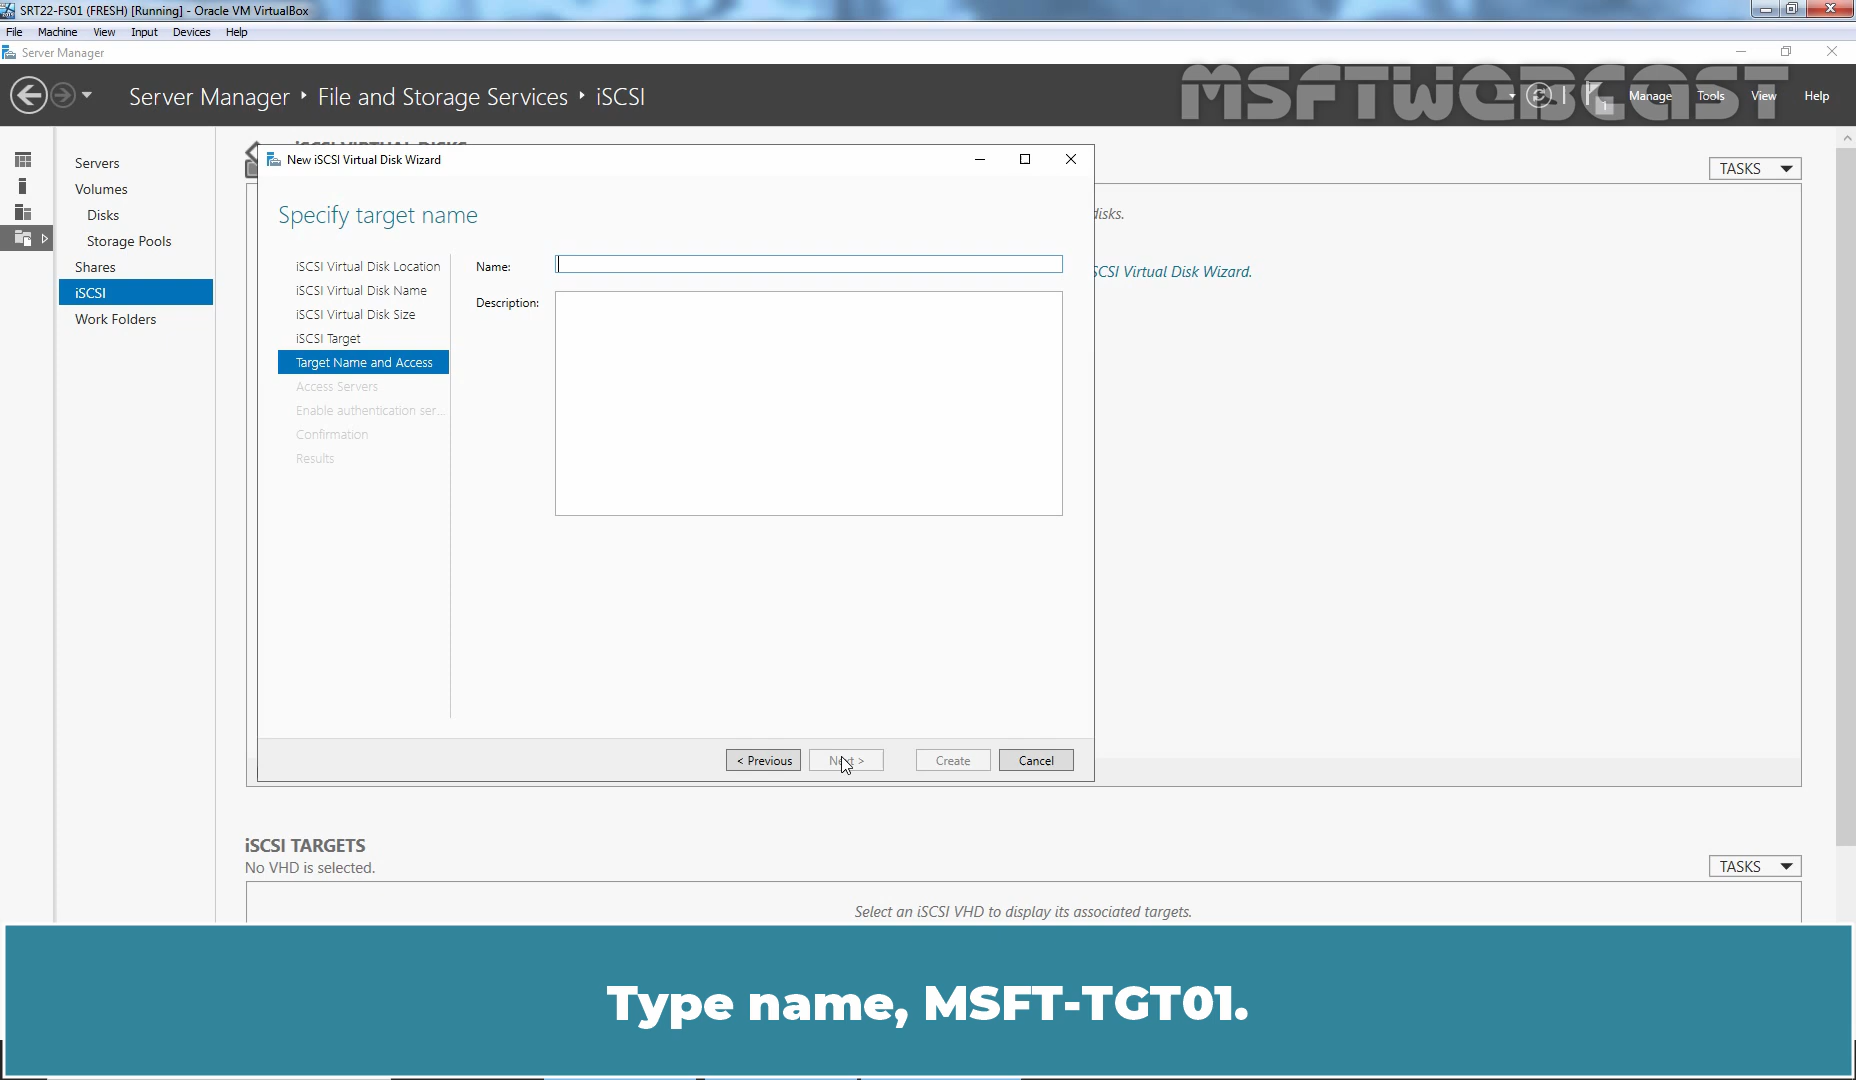 SRT22-FS01 (FRESH) [Running] - Oracle VM VirtualBox
File Machine View Input Devices Help
Server Manager
Server Manager ‣ File and Storage Services ‣ iSCSI
MSFTWEBCAST
Manage Tools View Help
Servers
Volumes
Disks
Storage Pools
Shares
iSCSI
Work Folders
TASKS
New iSCSI Virtual Disk Wizard
disks.
SCSI Virtual Disk Wizard.
Specify target name
iSCSI Virtual Disk Location
iSCSI Virtual Disk Name
iSCSI Virtual Disk Size
iSCSI Target
Target Name and Access
Access Servers
Enable authentication ser...
Confirmation
Results
Name:
Description:
< Previous
Next >
Create
Cancel
iSCSI TARGETS
No VHD is selected.
TASKS
Select an iSCSI VHD to display its associated targets.
Type name, MSFT-TGT01.